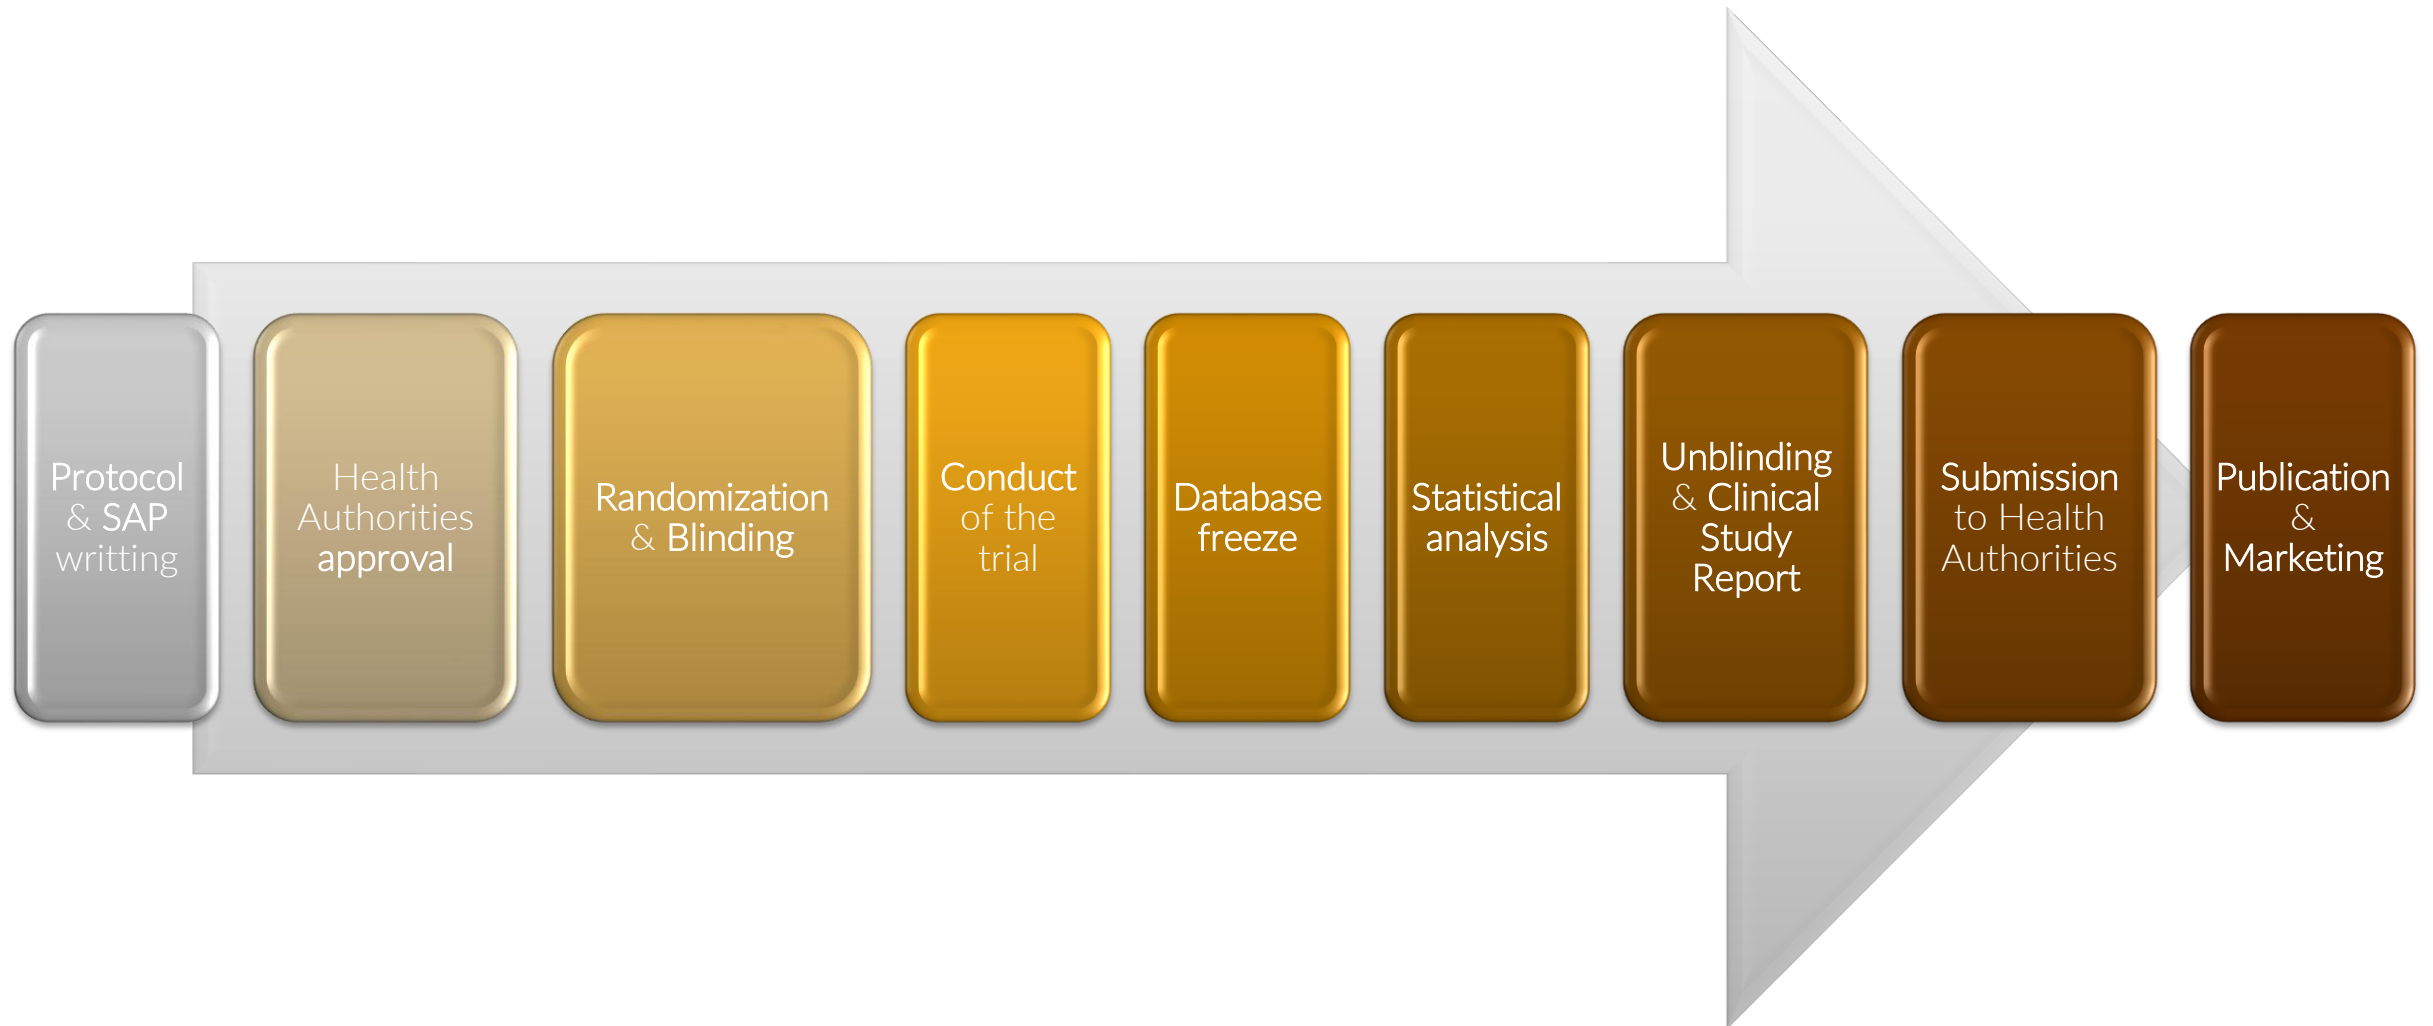 Protocol
& SAP
writting
Health
Authorities
approval
Randomization
& Blinding
Conduct
of the
trial
Database
freeze
Statistical
analysis
Unblinding
& Clinical
Study
Report
Submission
to Health
Authorities
Publication
&
Marketing